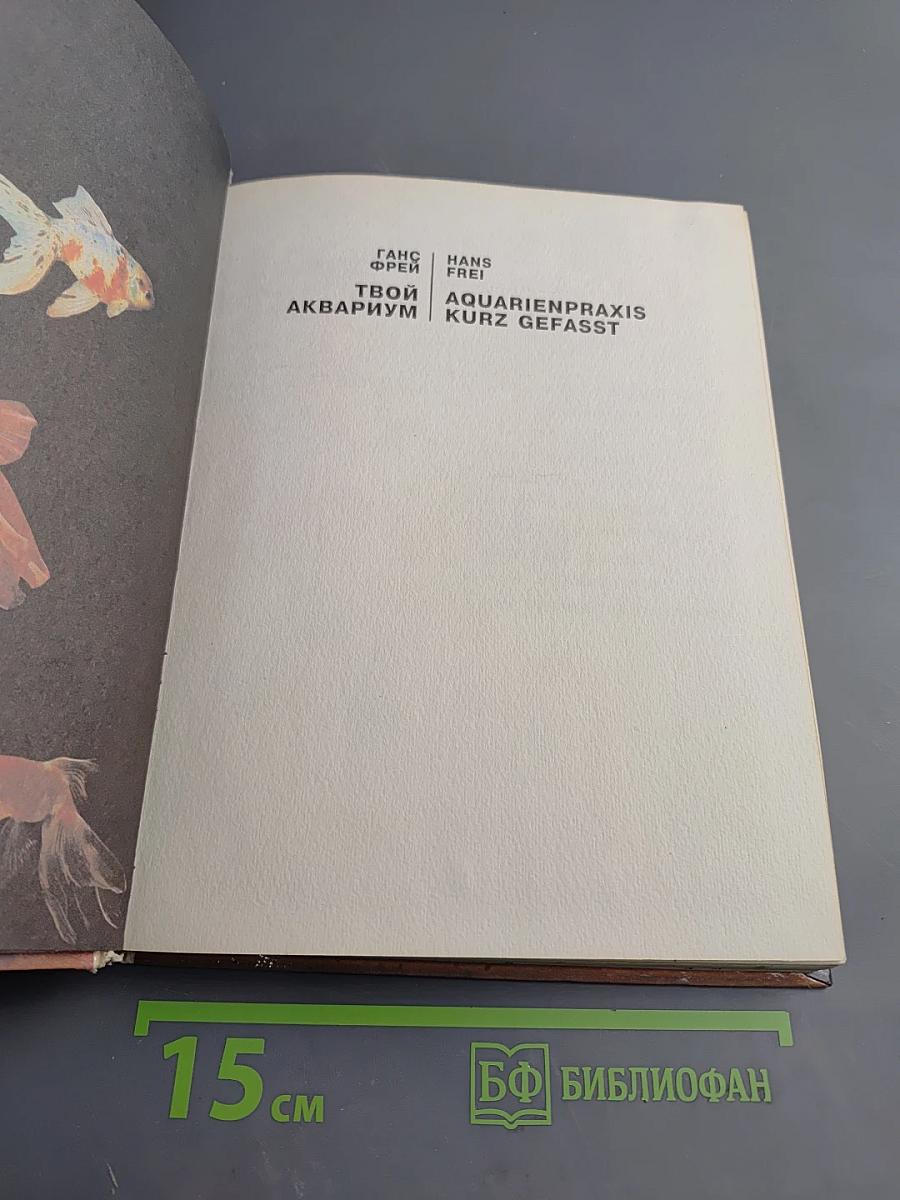 ГАНС
ФРЕЙ
ТВОЙ
АКВАРИУМ
HANS
FREI
AQUARIENPRAXIS
KURZ GEFASST
15 см
БФ БИБЛИОФАН